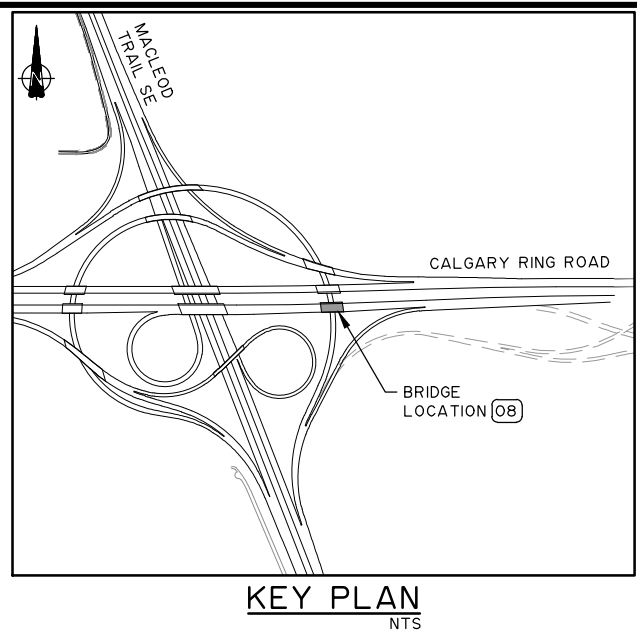 N
MACLEOD
TRAIL SE
CALGARY RING ROAD
BRIDGE
LOCATION 08
KEY PLAN
NTS